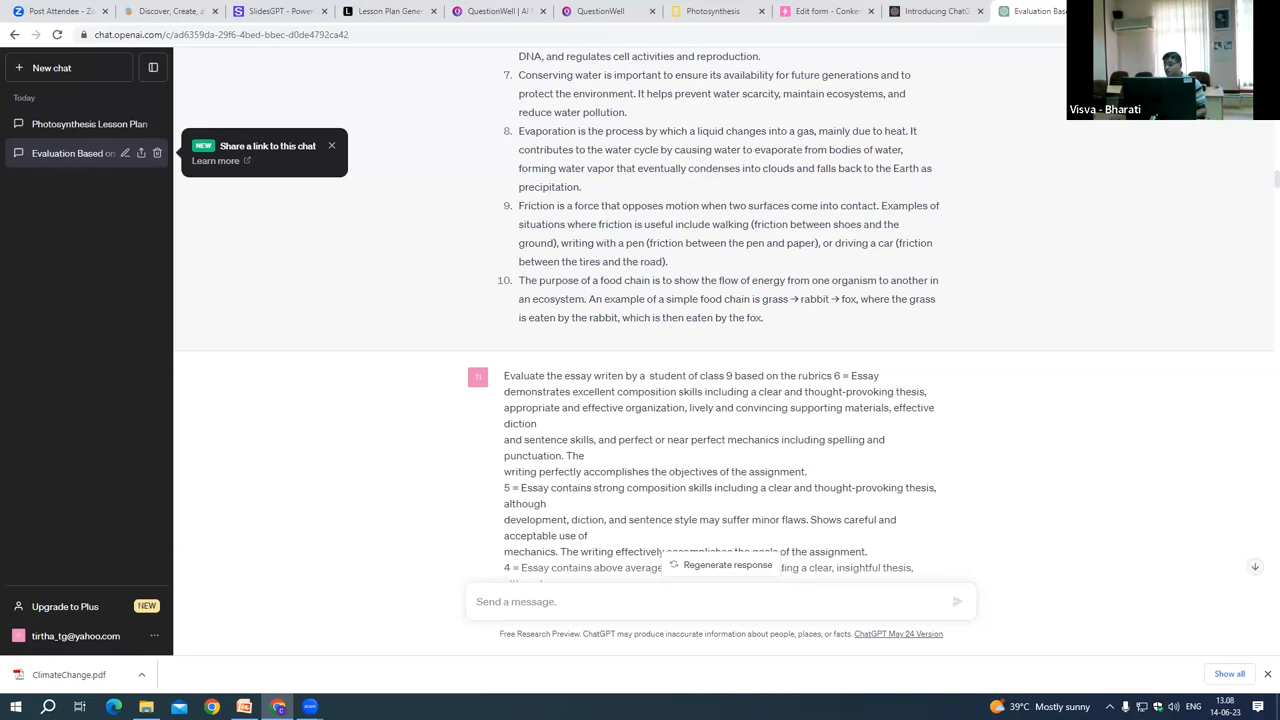 Post Attendee - Zo
Discover, Create, a
SlidesGPT - Power
Lesson Plan Gener
QuestionWell
QuestionWell
Photosynthesis
Edit form - Conke
Introducing ChatG
Evaluation Base
chat.openai.com/c/ad6359da-29f6-4bed-bbec-d0de4792ca42
New chat
Today
Photosynthesis Lesson Plan
Evaluation Based on
NEW Share a link to this chat
Learn more
DNA, and regulates cell activities and reproduction.
7. Conserving water is important to ensure its availability for future generations and to
protect the environment. It helps prevent water scarcity, maintain ecosystems, and
reduce water pollution.
8. Evaporation is the process by which a liquid changes into a gas, mainly due to heat. It
contributes to the water cycle by causing water to evaporate from bodies of water,
forming water vapor that eventually condenses into clouds and falls back to the Earth as
precipitation.
9. Friction is a force that opposes motion when two surfaces come into contact. Examples of
situations where friction is useful include walking (friction between shoes and the
ground), writing with a pen (friction between the pen and paper), or driving a car (friction
between the tires and the road).
10. The purpose of a food chain is to show the flow of energy from one organism to another in
an ecosystem. An example of a simple food chain is grass → rabbit → fox, where the grass
is eaten by the rabbit, which is then eaten by the fox.
TI
Evaluate the essay writen by a student of class 9 based on the rubrics 6 = Essay
demonstrates excellent composition skills including a clear and thought-provoking thesis,
appropriate and effective organization, lively and convincing supporting materials, effective
diction
and sentence skills, and perfect or near perfect mechanics including spelling and
punctuation. The
writing perfectly accomplishes the objectives of the assignment.
5 = Essay contains strong composition skills including a clear and thought-provoking thesis,
although
development, diction, and sentence style may suffer minor flaws. Shows careful and
acceptable use of
mechanics. The writing effectively accomplishes the goals of the assignment.
4 = Essay contains above average ding a clear, insightful thesis,
Regenerate response
Send a message.
Free Research Preview. ChatGPT may produce inaccurate information about people, places, or facts. ChatGPT May 24 Version
Upgrade to Plus
NEW
tirtha_tg@yahoo.com
Visva - Bharati
ClimateChange.pdf
Show all
39°C Mostly sunny
ENG
13.08
14-06-23